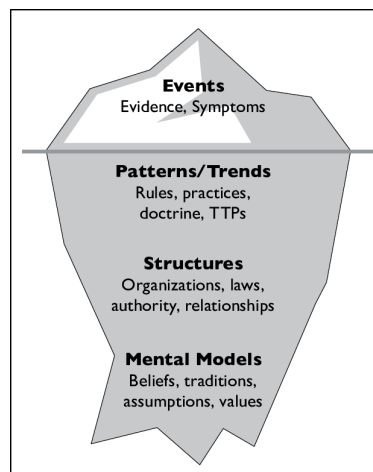 Events
Evidence, Symptoms
Patterns/Trends
Rules, practices,
doctrine, TTPs
Structures
Organizations, laws,
authority, relationships
Mental Models
Beliefs, traditions,
assumptions, values